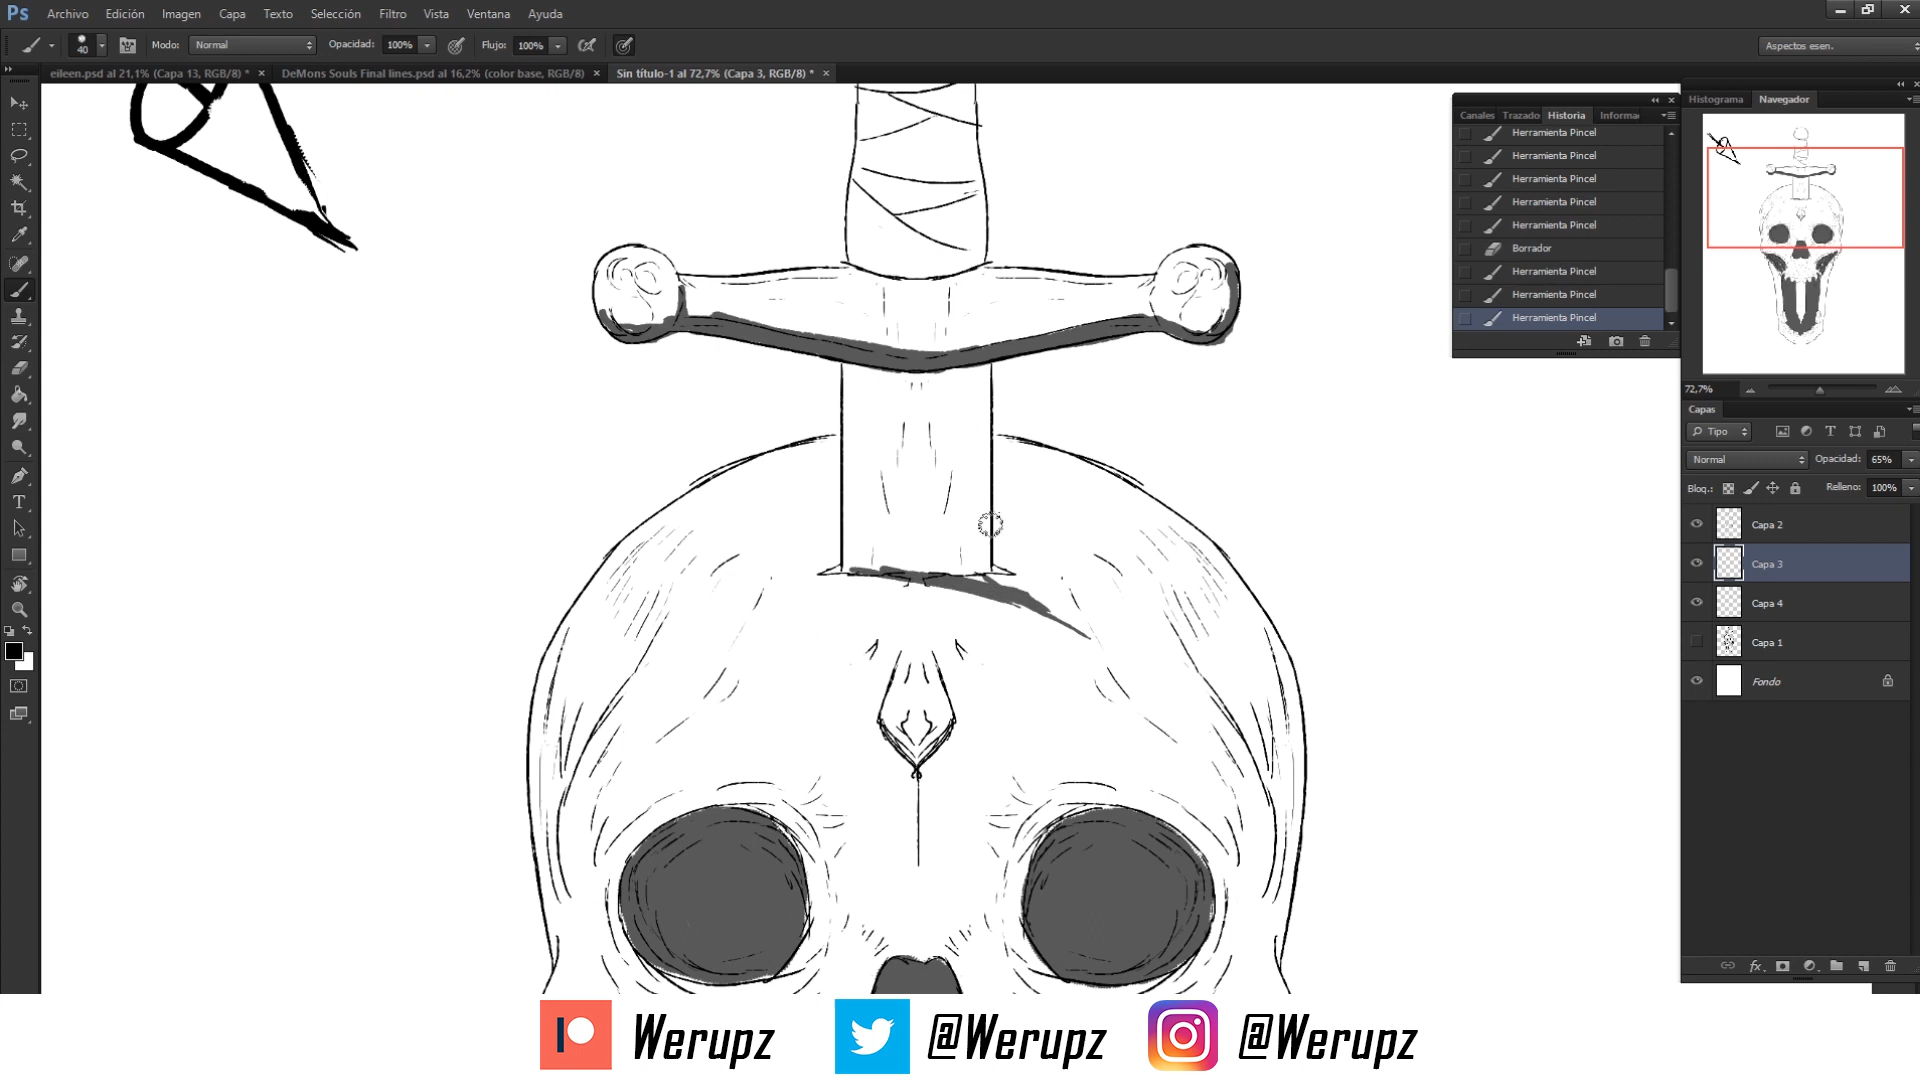 Ps Archivo Edición Imagen Capa Texto Selección Filtro Vista Ventana Ayuda
40 Modo: Normal Opacidad: 100% Flujo: 100% Aspectos esen.
eileen.psd al 21,1% (Capa 13, RGB/8) * × DeMons Souls Final lines.psd al 16,2% (color base, RGB/8) × Sin título-1 al 72,7% (Capa 3, RGB/8) * ×
Canales Trazado Historia Informa
Herramienta Pincel
Herramienta Pincel
Herramienta Pincel
Herramienta Pincel
Herramienta Pincel
Borrador
Herramienta Pincel
Herramienta Pincel
Herramienta Pincel
Histograma Navegador
72,7%
Capas
Tipo
Normal Opacidad: 65%
Bloq.: Relleno: 100%
Capa 2
Capa 3
Capa 4
Capa 1
Fondo
Werupz @Werupz @Werupz